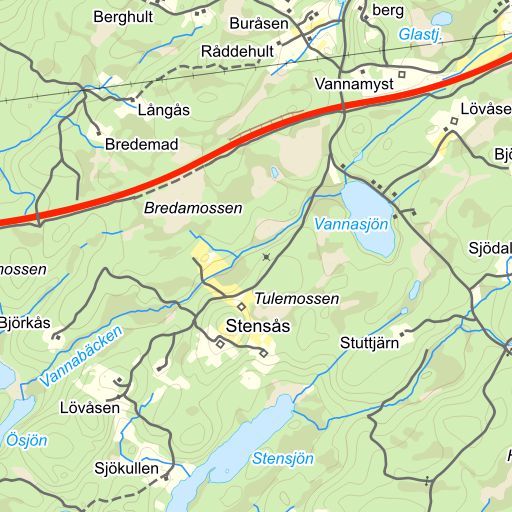 Berghult
berg
Buråsen
Glastj.
Råddehult
Vannamyst
Långås
Lövåse
Bredemad
Bj
Bredamossen
Vannasjön
Sjödal
mossen
Tulemossen
Björkås
Stensås
Vannabäcken
Stuttjärn
Lövåsen
Ösjön
Sjökullen
Stensjön